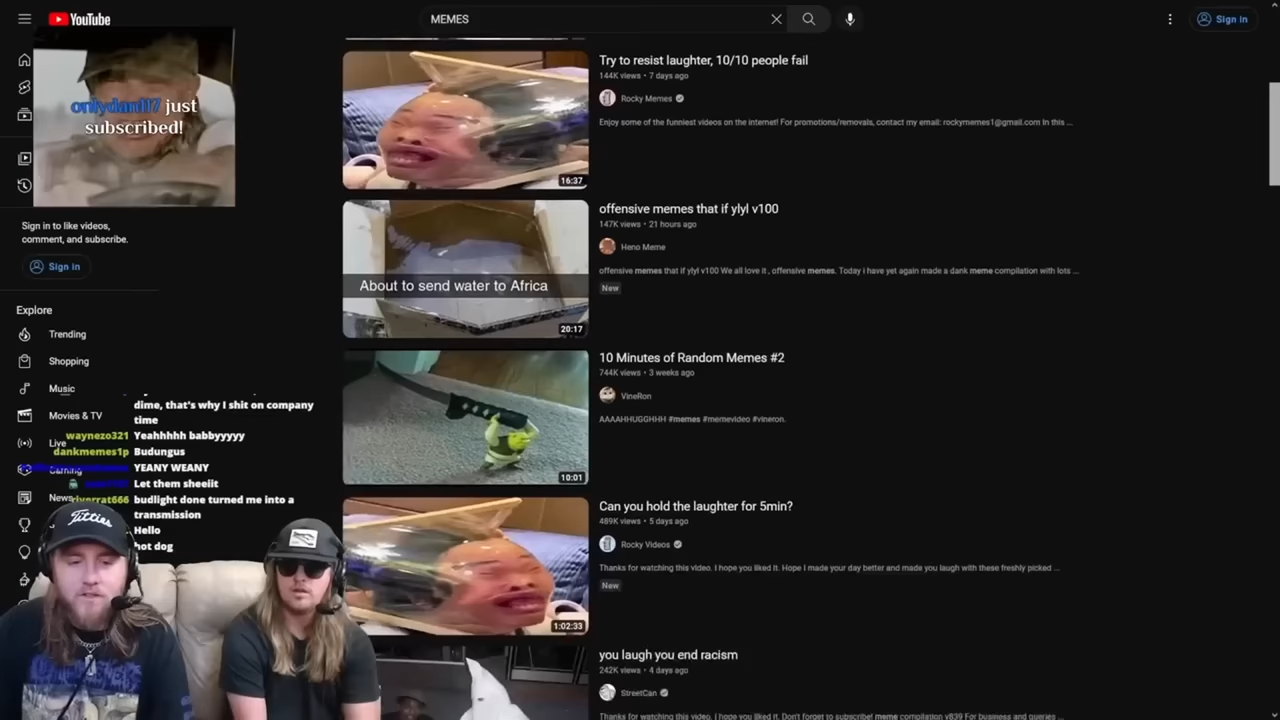 YouTube
MEMES
Sign in
onlydard17 just
subscribed!
Sign in to like videos,
comment, and subscribe.
Sign in
Explore
Trending
Shopping
Music
Movies & TV
Live
Gaming
News
dime, that's why I shit on company
time
waynezo321 Yeahhhhh babbyyyyy
dankmemes1p Budungus
YEANY WEANY
Let them sheeiit
riverrat666 budlight done turned me into a
transmission
Hello
hot dog
Titties
16:37
Try to resist laughter, 10/10 people fail
144K views • 7 days ago
Rocky Memes
Enjoy some of the funniest videos on the internet! For promotions/removals, contact my email: rockymemes1@gmail.com In this ...
About to send water to Africa
20:17
offensive memes that if ylyl v100
147K views • 21 hours ago
Heno Meme
offensive memes that if ylyl v100 We all love it , offensive memes. Today i have yet again made a dank meme compilation with lots ...
New
10:01
10 Minutes of Random Memes #2
744K views • 3 weeks ago
VineRon
AAAAHHUGGHHH #memes #memevideo #vineron.
1:02:33
Can you hold the laughter for 5min?
489K views • 5 days ago
Rocky Videos
Thanks for watching this video. I hope you liked it. Hope I made your day better and made you laugh with these freshly picked ...
New
you laugh you end racism
242K views • 4 days ago
StreetCan
Thanks for watching this video. i hope you liked it. Don't forget to subscribe! meme compilation v839 For business and queries ...